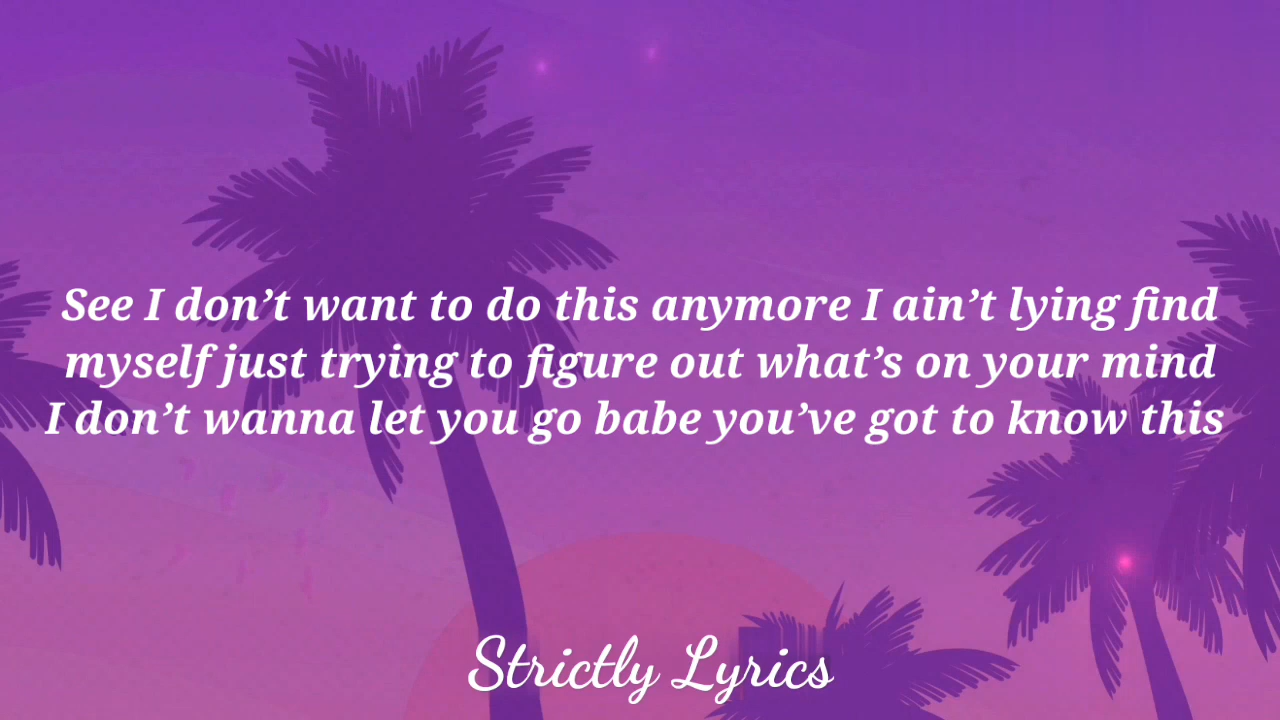 See I don’t want to do this anymore I ain’t lying find
myself just trying to figure out what’s on your mind
I don’t wanna let you go babe you’ve got to know this
Strictly Lyrics